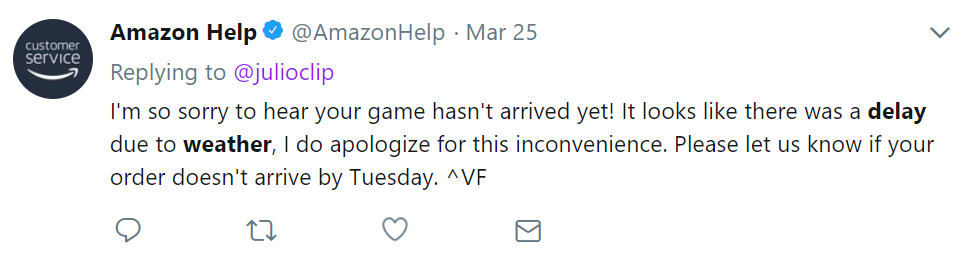 customer
service
Amazon Help @AmazonHelp · Mar 25
Replying to @julioclip
I'm so sorry to hear your game hasn't arrived yet! It looks like there was a delay
due to weather, I do apologize for this inconvenience. Please let us know if your
order doesn't arrive by Tuesday. ^VF